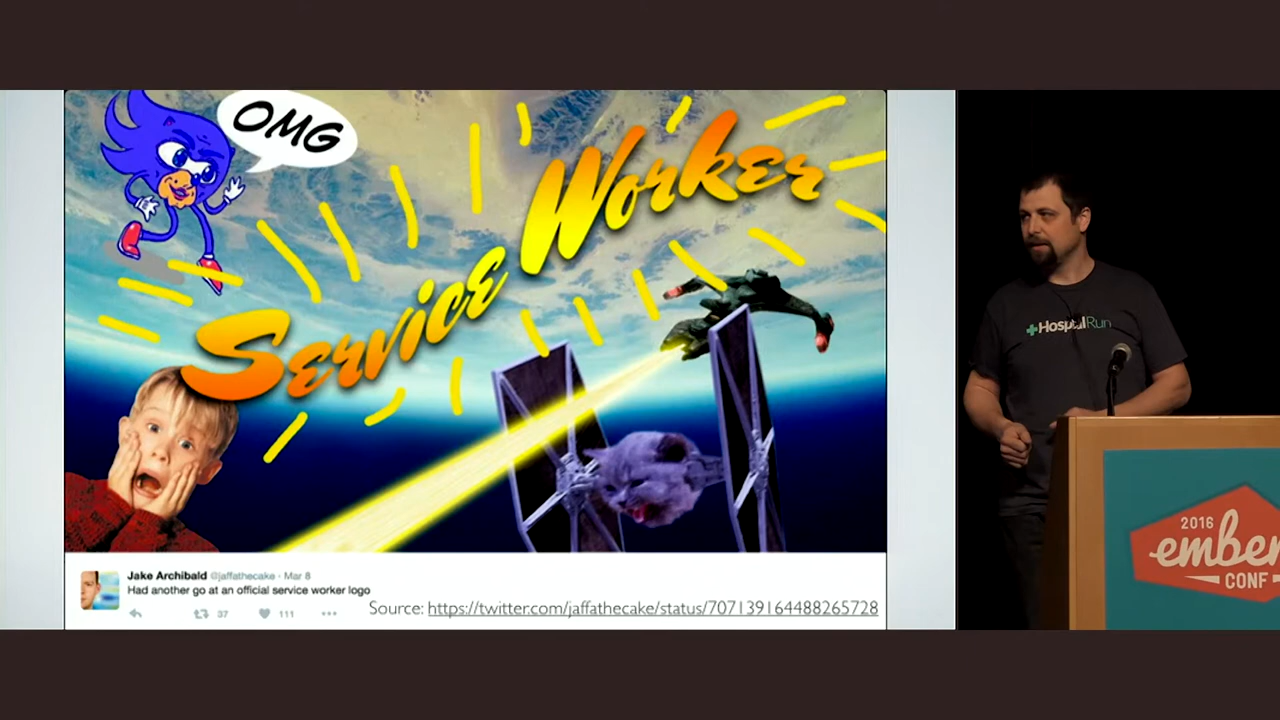 OMG
Service Worker
Jake Archibald @jaffathecake · Mar 8
Had another go at an official service worker logo
37 111
Source: https://twitter.com/jaffathecake/status/707139164488265728
HospitalRun
2016
ember
CONF